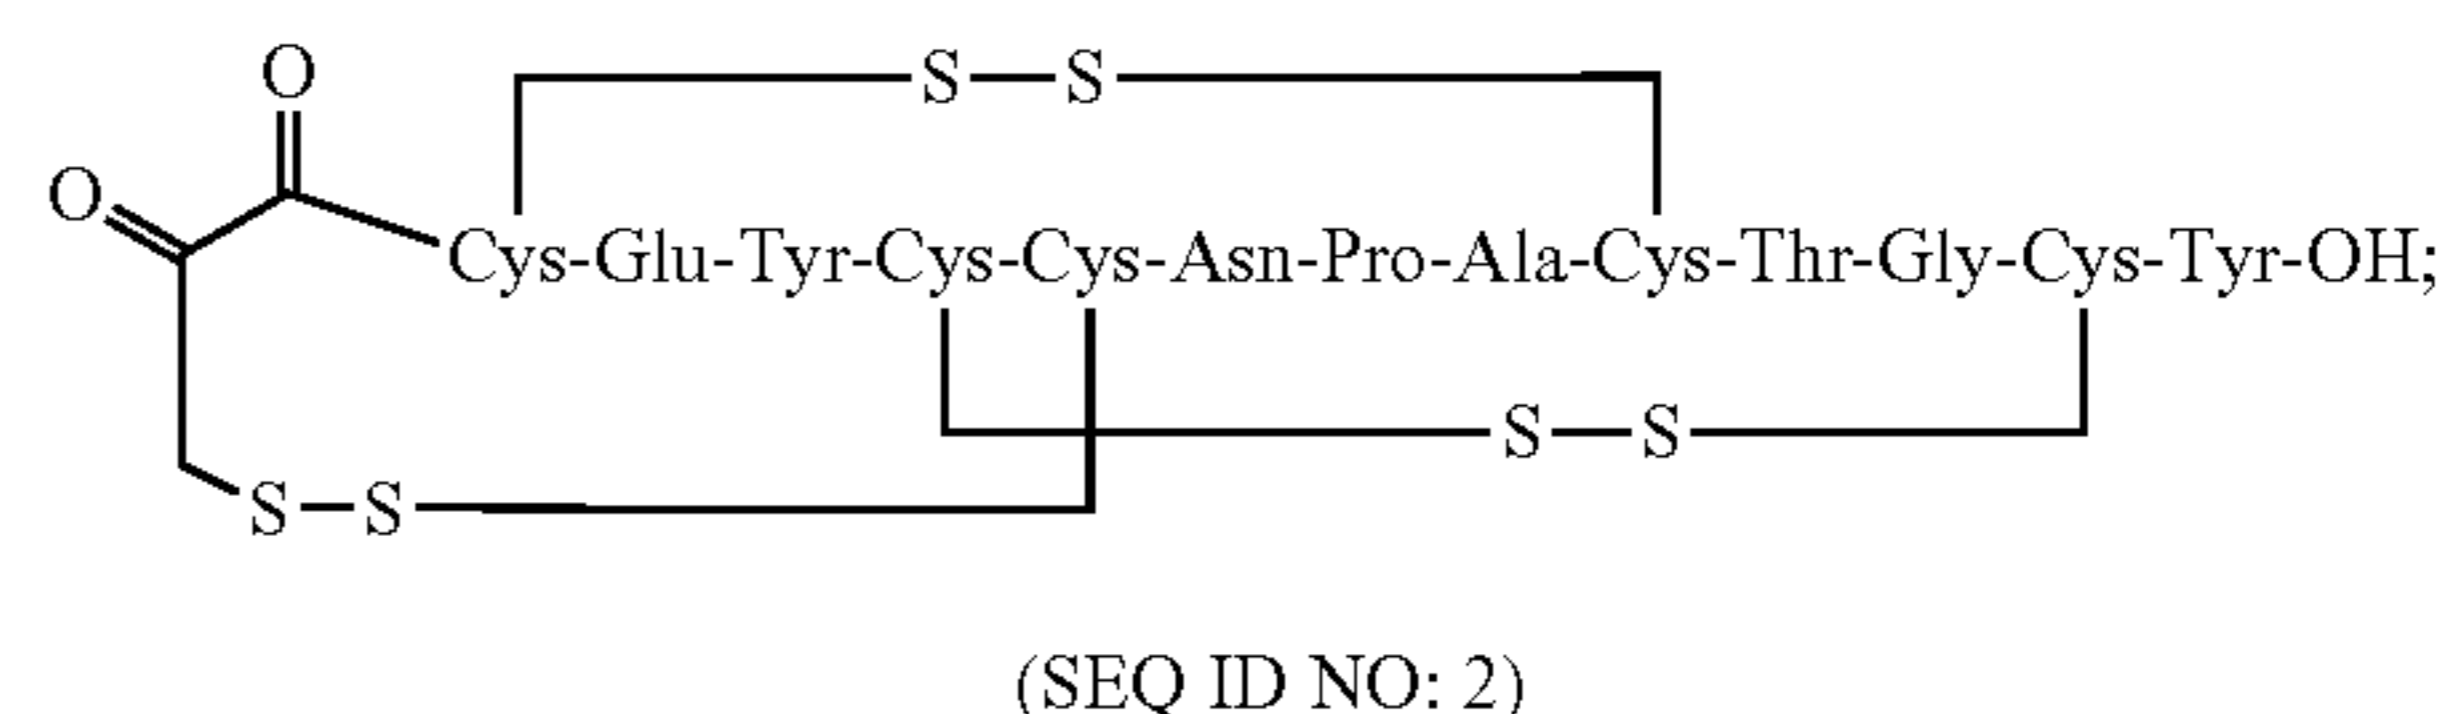 O
S—S
O
Cys-Glu-Tyr-Cys-Cys-Asn-Pro-Ala-Cys-Thr-Gly-Cys-Tyr-OH;
S—S
S—S
(SEQ ID NO: 2)